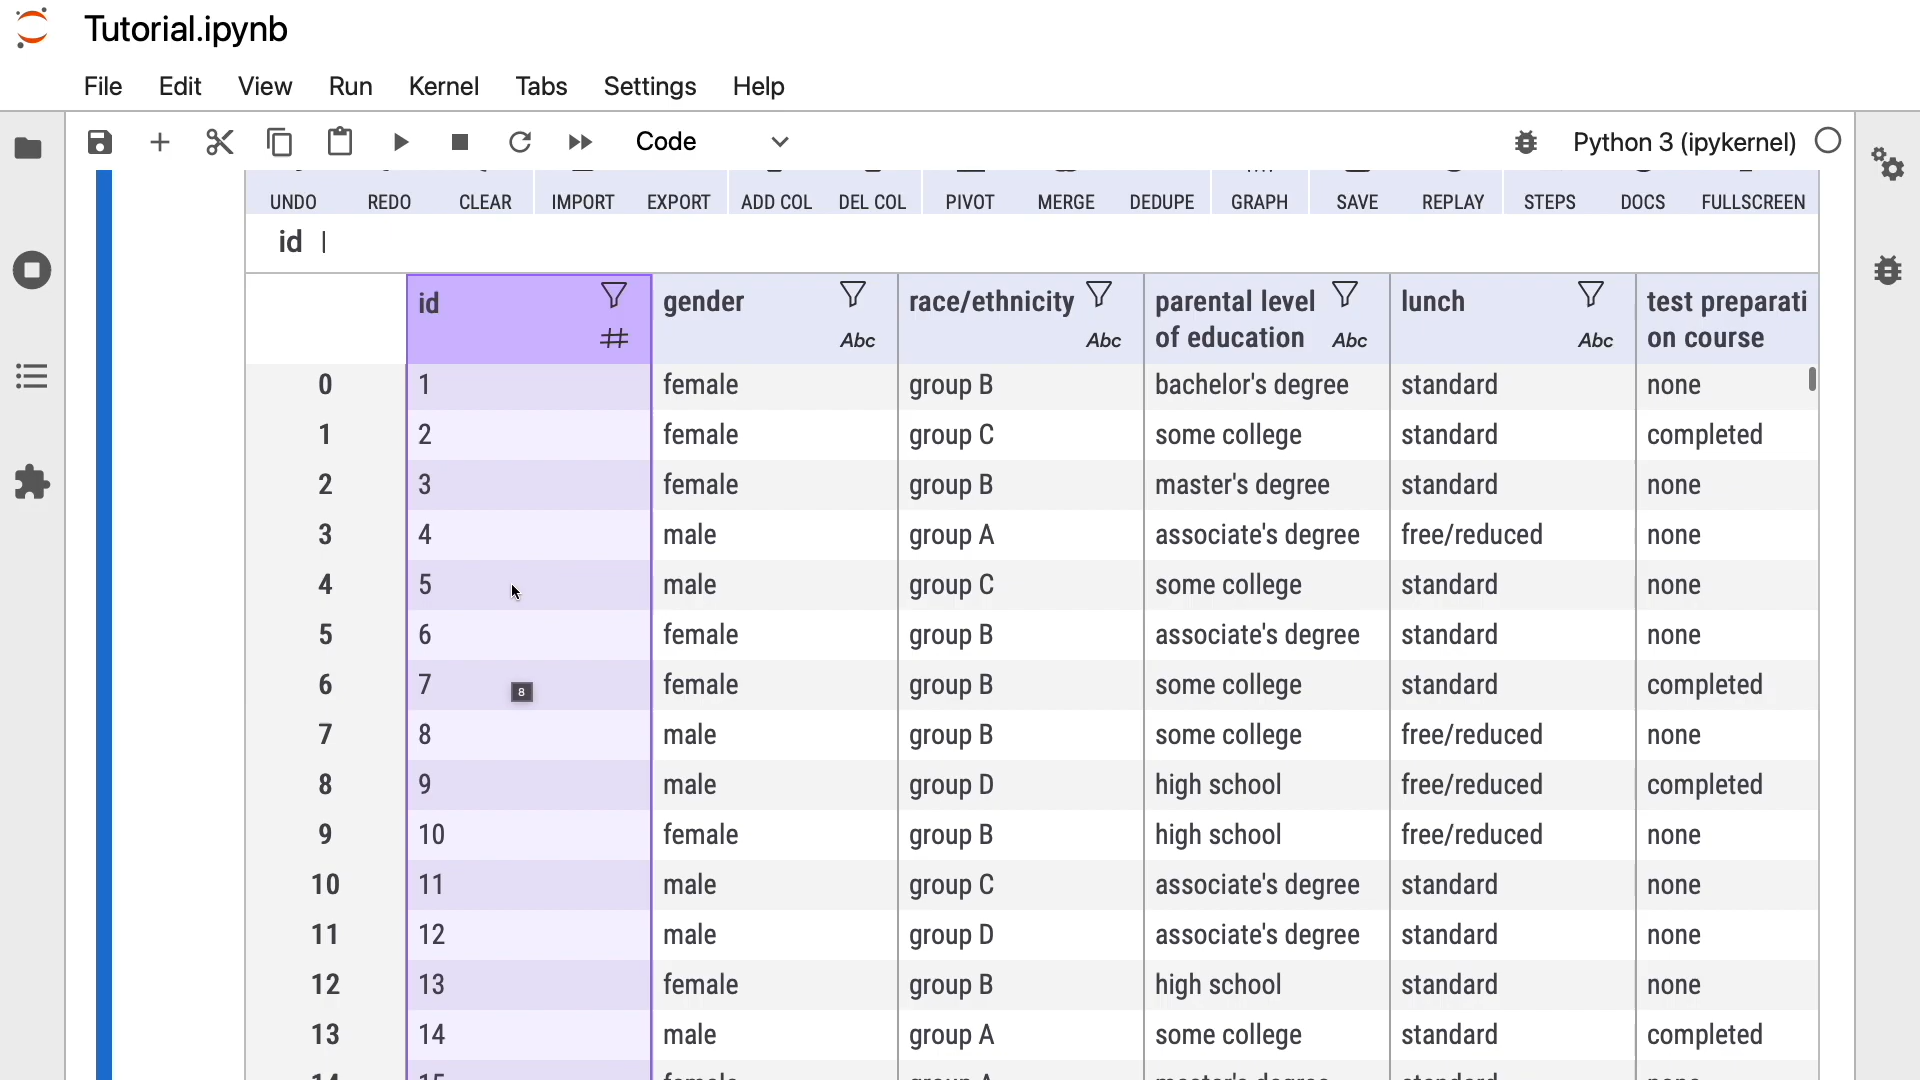 Tutorial.ipynb
File Edit View Run Kernel Tabs Settings Help
Code Python 3 (ipykernel)
UNDO REDO CLEAR IMPORT EXPORT ADD COL DEL COL PIVOT MERGE DEDUPE GRAPH SAVE REPLAY STEPS DOCS FULLSCREEN
id
id gender race/ethnicity parental level lunch test preparati
of education on course
# Abc Abc Abc Abc
0 1 female group B bachelor's degree standard none
1 2 female group C some college standard completed
2 3 female group B master's degree standard none
3 4 male group A associate's degree free/reduced none
4 5 male group C some college standard none
5 6 female group B associate's degree standard none
6 7 female group B some college standard completed
8
7 8 male group B some college free/reduced none
8 9 male group D high school free/reduced completed
9 10 female group B high school free/reduced none
10 11 male group C associate's degree standard none
11 12 male group D associate's degree standard none
12 13 female group B high school standard none
13 14 male group A some college standard completed